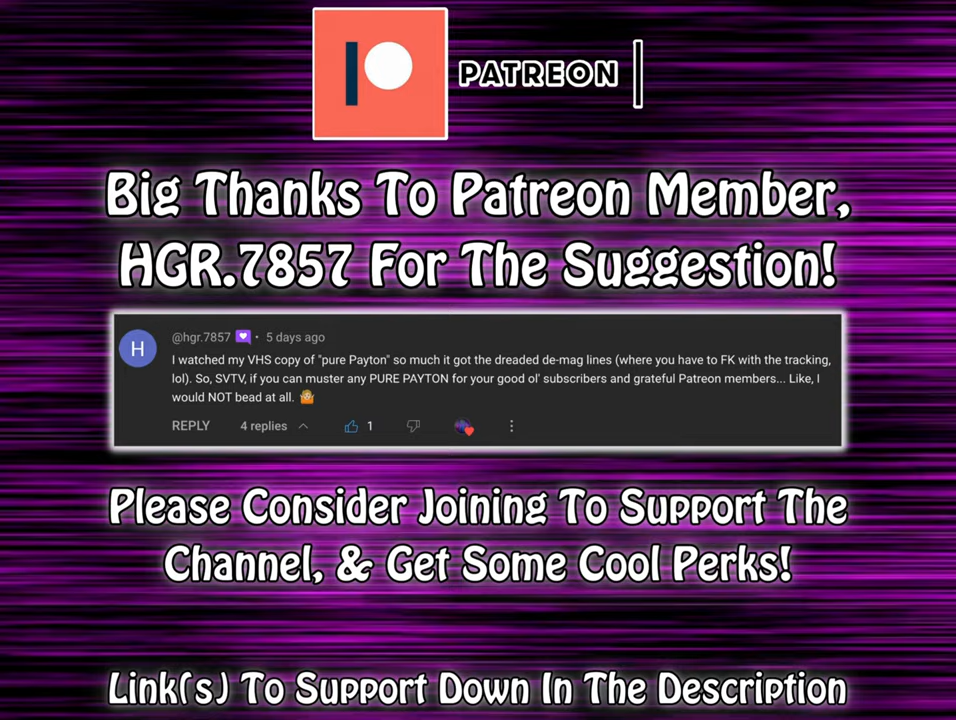 PATREON
Big Thanks To Patreon Member,
HGR.7857 For The Suggestion!
H
@hgr.7857 • 5 days ago
I watched my VHS copy of "pure Payton" so much it got the dreaded de-mag lines (where you have to FK with the tracking,
lol). So, SVTV, if you can muster any PURE PAYTON for your good ol' subscribers and grateful Patreon members... Like, I
would NOT bead at all. 🤷
REPLY 4 replies 1
Please Consider Joining To Support The
Channel, & Get Some Cool Perks!
Link(s) To Support Down In The Description